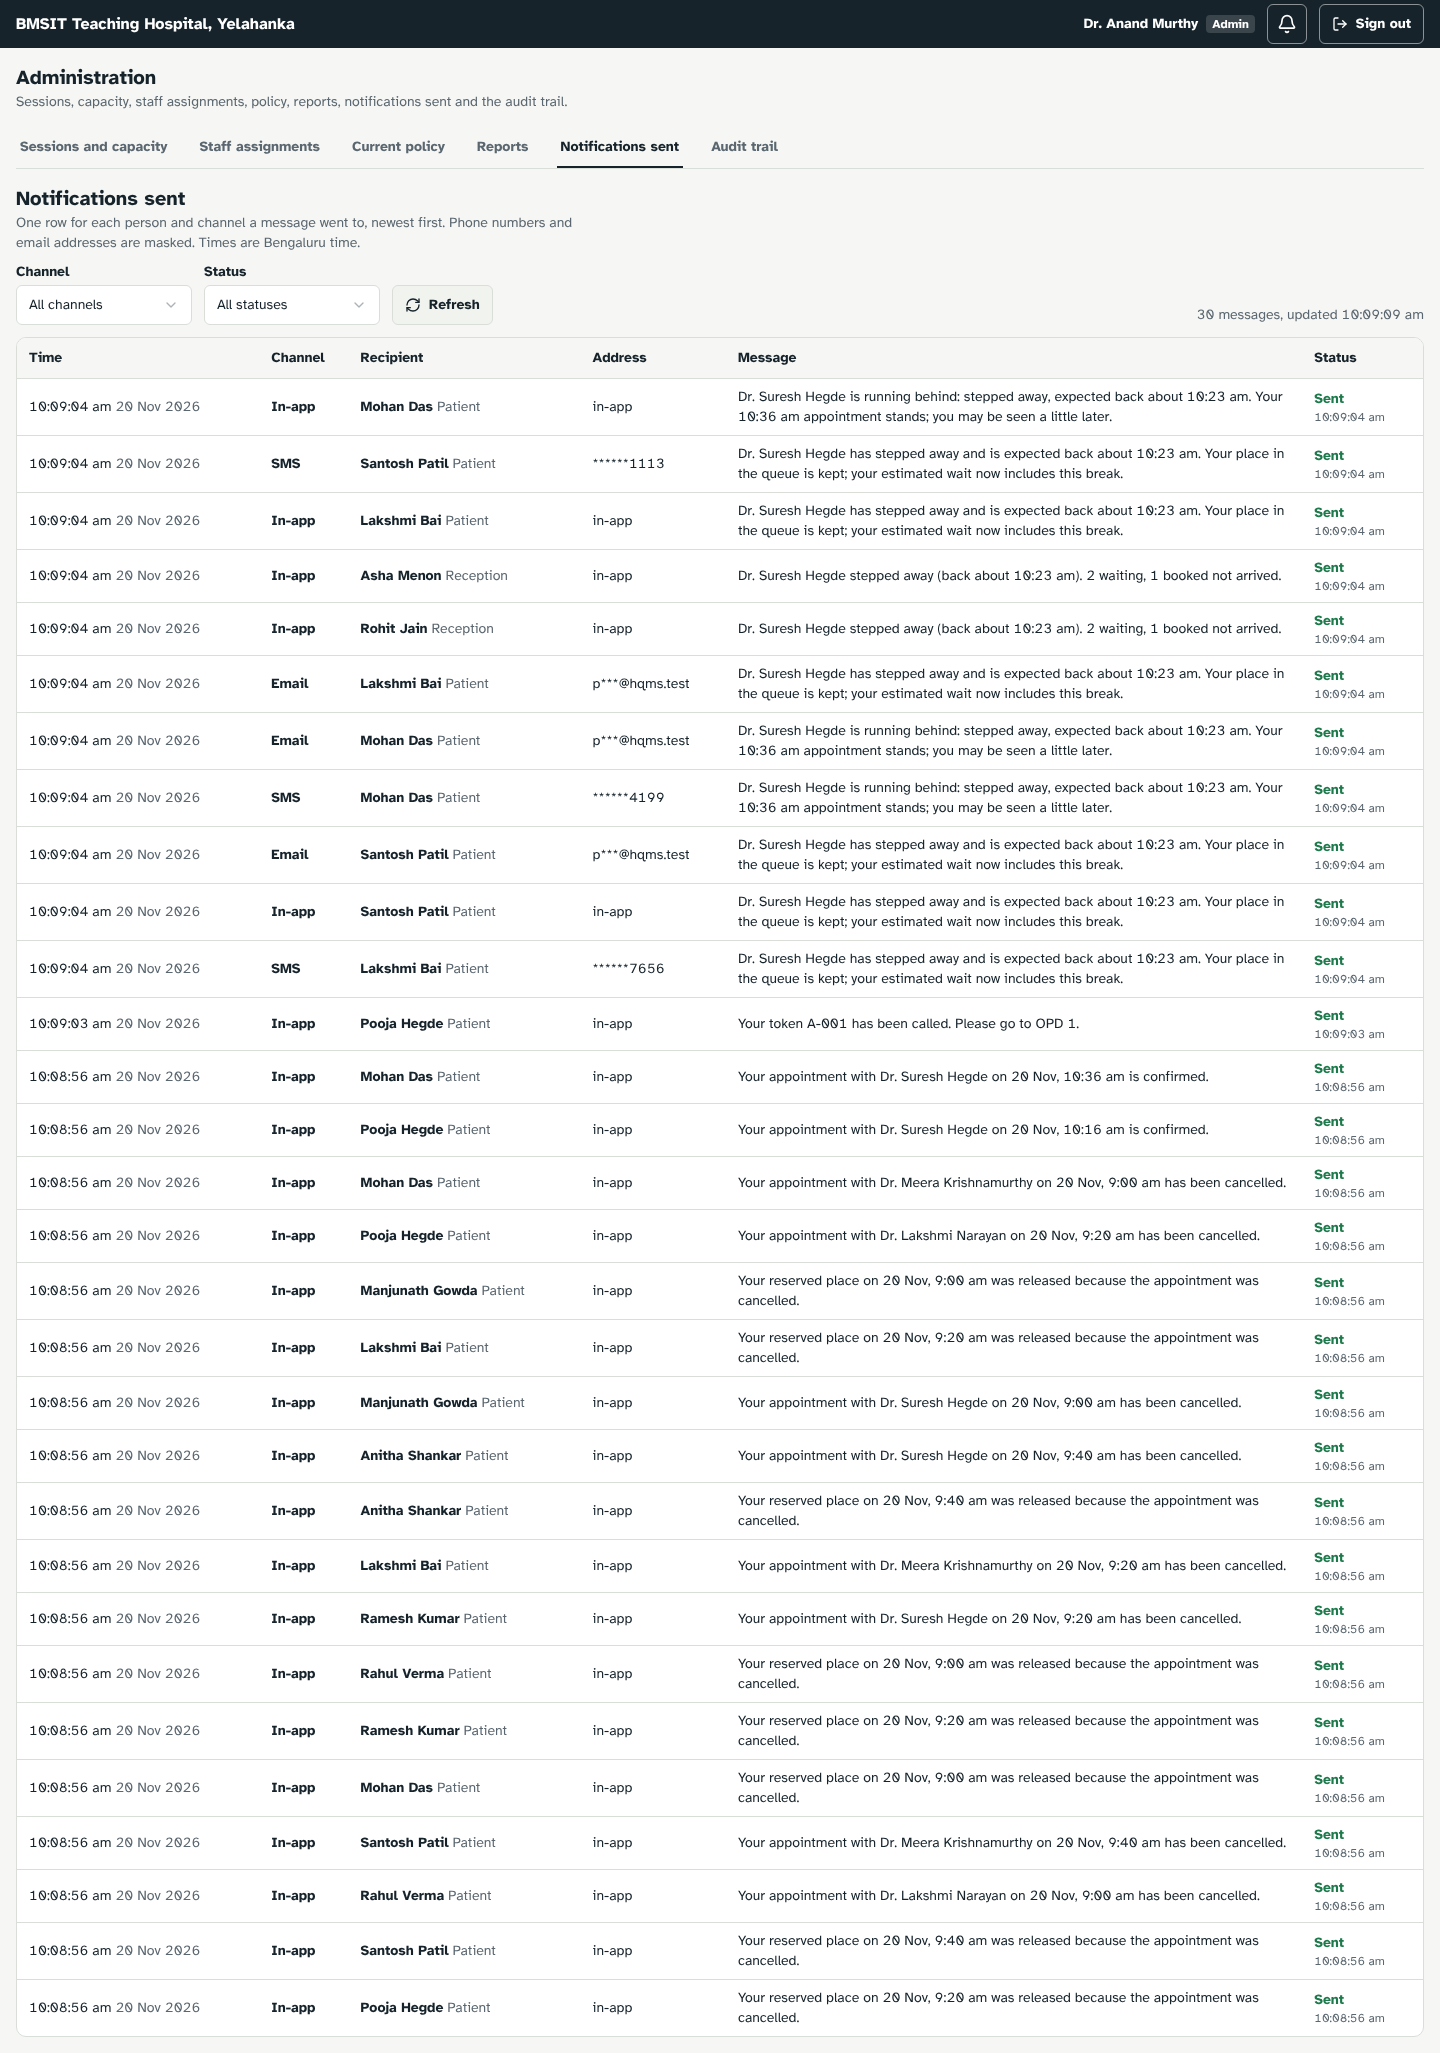 BMSIT Teaching Hospital, Yelahanka
Dr. Anand Murthy Admin Sign out
Administration
Sessions, capacity, staff assignments, policy, reports, notifications sent and the audit trail.
Sessions and capacity Staff assignments Current policy Reports Notifications sent Audit trail
Notifications sent
One row for each person and channel a message went to, newest first. Phone numbers and
email addresses are masked. Times are Bengaluru time.
Channel Status
All channels All statuses Refresh
30 messages, updated 10:09:09 am
Time Channel Recipient Address Message Status
10:09:04 am 20 Nov 2026 In-app Mohan Das Patient in-app Dr. Suresh Hegde is running behind: stepped away, expected back about 10:23 am. Your Sent
10:36 am appointment stands; you may be seen a little later. 10:09:04 am
10:09:04 am 20 Nov 2026 SMS Santosh Patil Patient ******1113 Dr. Suresh Hegde has stepped away and is expected back about 10:23 am. Your place in Sent
the queue is kept; your estimated wait now includes this break. 10:09:04 am
10:09:04 am 20 Nov 2026 In-app Lakshmi Bai Patient in-app Dr. Suresh Hegde has stepped away and is expected back about 10:23 am. Your place in Sent
the queue is kept; your estimated wait now includes this break. 10:09:04 am
10:09:04 am 20 Nov 2026 In-app Asha Menon Reception in-app Dr. Suresh Hegde stepped away (back about 10:23 am). 2 waiting, 1 booked not arrived. Sent
10:09:04 am
10:09:04 am 20 Nov 2026 In-app Rohit Jain Reception in-app Dr. Suresh Hegde stepped away (back about 10:23 am). 2 waiting, 1 booked not arrived. Sent
10:09:04 am
10:09:04 am 20 Nov 2026 Email Lakshmi Bai Patient p***@hqms.test Dr. Suresh Hegde has stepped away and is expected back about 10:23 am. Your place in Sent
the queue is kept; your estimated wait now includes this break. 10:09:04 am
10:09:04 am 20 Nov 2026 Email Mohan Das Patient p***@hqms.test Dr. Suresh Hegde is running behind: stepped away, expected back about 10:23 am. Your Sent
10:36 am appointment stands; you may be seen a little later. 10:09:04 am
10:09:04 am 20 Nov 2026 SMS Mohan Das Patient ******4199 Dr. Suresh Hegde is running behind: stepped away, expected back about 10:23 am. Your Sent
10:36 am appointment stands; you may be seen a little later. 10:09:04 am
10:09:04 am 20 Nov 2026 Email Santosh Patil Patient p***@hqms.test Dr. Suresh Hegde has stepped away and is expected back about 10:23 am. Your place in Sent
the queue is kept; your estimated wait now includes this break. 10:09:04 am
10:09:04 am 20 Nov 2026 In-app Santosh Patil Patient in-app Dr. Suresh Hegde has stepped away and is expected back about 10:23 am. Your place in Sent
the queue is kept; your estimated wait now includes this break. 10:09:04 am
10:09:04 am 20 Nov 2026 SMS Lakshmi Bai Patient ******7656 Dr. Suresh Hegde has stepped away and is expected back about 10:23 am. Your place in Sent
the queue is kept; your estimated wait now includes this break. 10:09:04 am
10:09:03 am 20 Nov 2026 In-app Pooja Hegde Patient in-app Your token A-001 has been called. Please go to OPD 1. Sent
10:09:03 am
10:08:56 am 20 Nov 2026 In-app Mohan Das Patient in-app Your appointment with Dr. Suresh Hegde on 20 Nov, 10:36 am is confirmed. Sent
10:08:56 am
10:08:56 am 20 Nov 2026 In-app Pooja Hegde Patient in-app Your appointment with Dr. Suresh Hegde on 20 Nov, 10:16 am is confirmed. Sent
10:08:56 am
10:08:56 am 20 Nov 2026 In-app Mohan Das Patient in-app Your appointment with Dr. Meera Krishnamurthy on 20 Nov, 9:00 am has been cancelled. Sent
10:08:56 am
10:08:56 am 20 Nov 2026 In-app Pooja Hegde Patient in-app Your appointment with Dr. Lakshmi Narayan on 20 Nov, 9:20 am has been cancelled. Sent
10:08:56 am
10:08:56 am 20 Nov 2026 In-app Manjunath Gowda Patient in-app Your reserved place on 20 Nov, 9:00 am was released because the appointment was Sent
cancelled. 10:08:56 am
10:08:56 am 20 Nov 2026 In-app Lakshmi Bai Patient in-app Your reserved place on 20 Nov, 9:20 am was released because the appointment was Sent
cancelled. 10:08:56 am
10:08:56 am 20 Nov 2026 In-app Manjunath Gowda Patient in-app Your appointment with Dr. Suresh Hegde on 20 Nov, 9:00 am has been cancelled. Sent
10:08:56 am
10:08:56 am 20 Nov 2026 In-app Anitha Shankar Patient in-app Your appointment with Dr. Suresh Hegde on 20 Nov, 9:40 am has been cancelled. Sent
10:08:56 am
10:08:56 am 20 Nov 2026 In-app Anitha Shankar Patient in-app Your reserved place on 20 Nov, 9:40 am was released because the appointment was Sent
cancelled. 10:08:56 am
10:08:56 am 20 Nov 2026 In-app Lakshmi Bai Patient in-app Your appointment with Dr. Meera Krishnamurthy on 20 Nov, 9:20 am has been cancelled. Sent
10:08:56 am
10:08:56 am 20 Nov 2026 In-app Ramesh Kumar Patient in-app Your appointment with Dr. Suresh Hegde on 20 Nov, 9:20 am has been cancelled. Sent
10:08:56 am
10:08:56 am 20 Nov 2026 In-app Rahul Verma Patient in-app Your reserved place on 20 Nov, 9:00 am was released because the appointment was Sent
cancelled. 10:08:56 am
10:08:56 am 20 Nov 2026 In-app Ramesh Kumar Patient in-app Your reserved place on 20 Nov, 9:20 am was released because the appointment was Sent
cancelled. 10:08:56 am
10:08:56 am 20 Nov 2026 In-app Mohan Das Patient in-app Your reserved place on 20 Nov, 9:00 am was released because the appointment was Sent
cancelled. 10:08:56 am
10:08:56 am 20 Nov 2026 In-app Santosh Patil Patient in-app Your appointment with Dr. Meera Krishnamurthy on 20 Nov, 9:40 am has been cancelled. Sent
10:08:56 am
10:08:56 am 20 Nov 2026 In-app Rahul Verma Patient in-app Your appointment with Dr. Lakshmi Narayan on 20 Nov, 9:00 am has been cancelled. Sent
10:08:56 am
10:08:56 am 20 Nov 2026 In-app Santosh Patil Patient in-app Your reserved place on 20 Nov, 9:40 am was released because the appointment was Sent
cancelled. 10:08:56 am
10:08:56 am 20 Nov 2026 In-app Pooja Hegde Patient in-app Your reserved place on 20 Nov, 9:20 am was released because the appointment was Sent
cancelled. 10:08:56 am